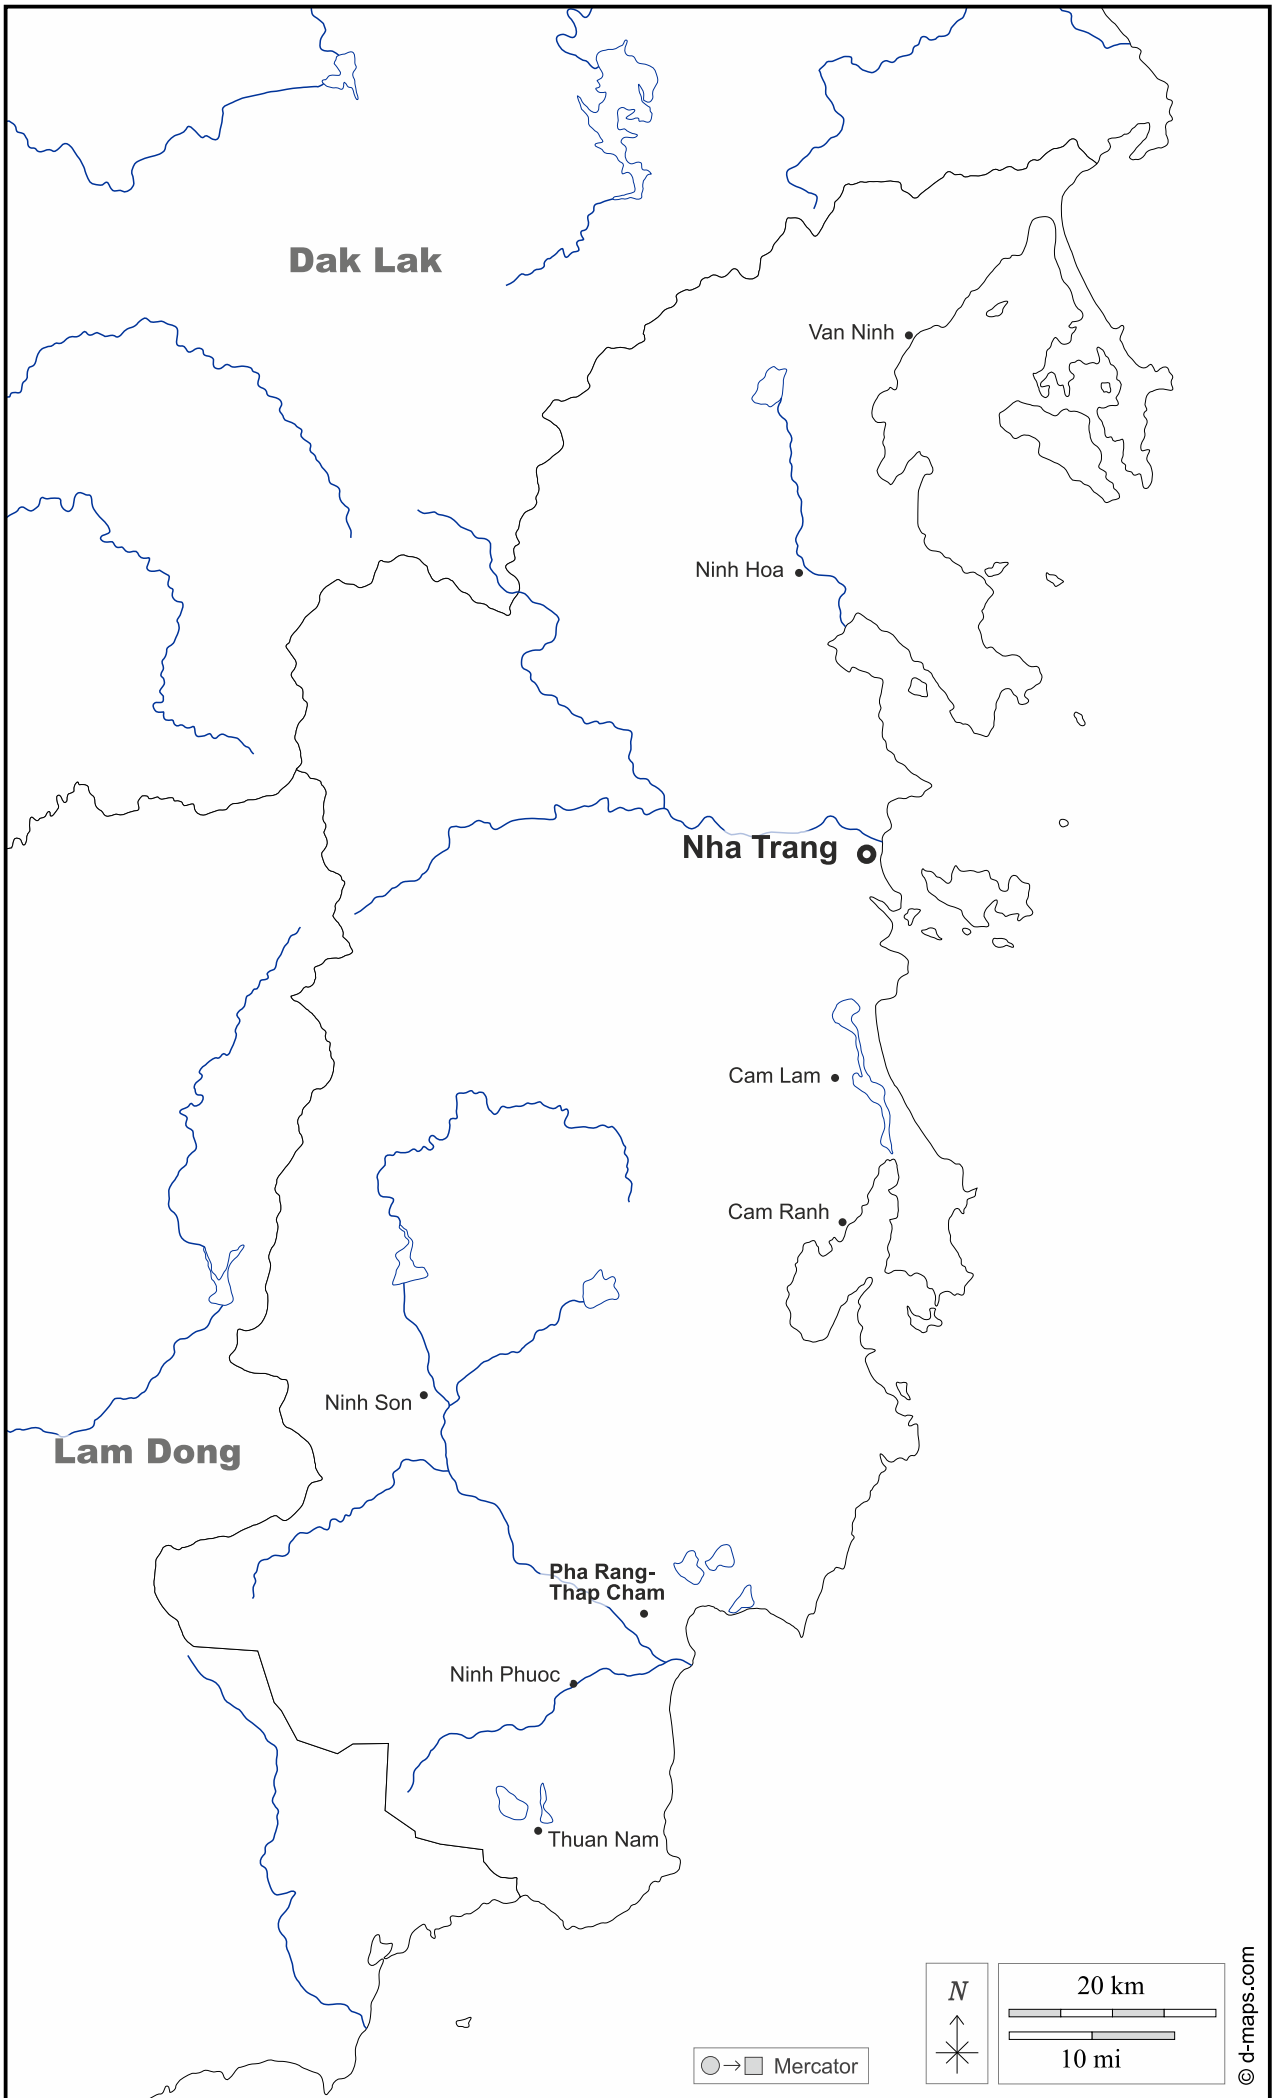 Dak Lak
Van Ninh
Ninh Hoa
Nha Trang
Cam Lam
Cam Ranh
Ninh Son
Lam Dong
Pha Rang-
Thap Cham
Ninh Phuoc
Thuan Nam
N
20 km
10 mi
Mercator
© d-maps.com